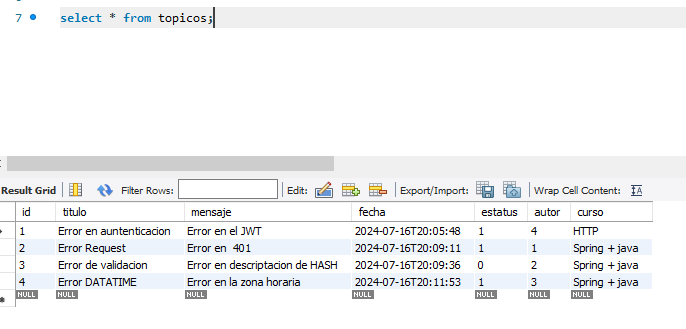 7 select * from topicos;
Result Grid Filter Rows: Edit: Export/Import: Wrap Cell Content:
id titulo mensaje fecha estatus autor curso
1 Error en auntenticacion Error en el JWT 2024-07-16T20:05:48 1 4 HTTP
2 Error Request Error en 401 2024-07-16T20:09:11 1 1 Spring + java
3 Error de validacion Error en descriptacion de HASH 2024-07-16T20:09:36 0 2 Spring + java
4 Error DATATIME Error en la zona horaria 2024-07-16T20:11:53 1 3 Spring + java
NULL NULL NULL NULL NULL NULL NULL